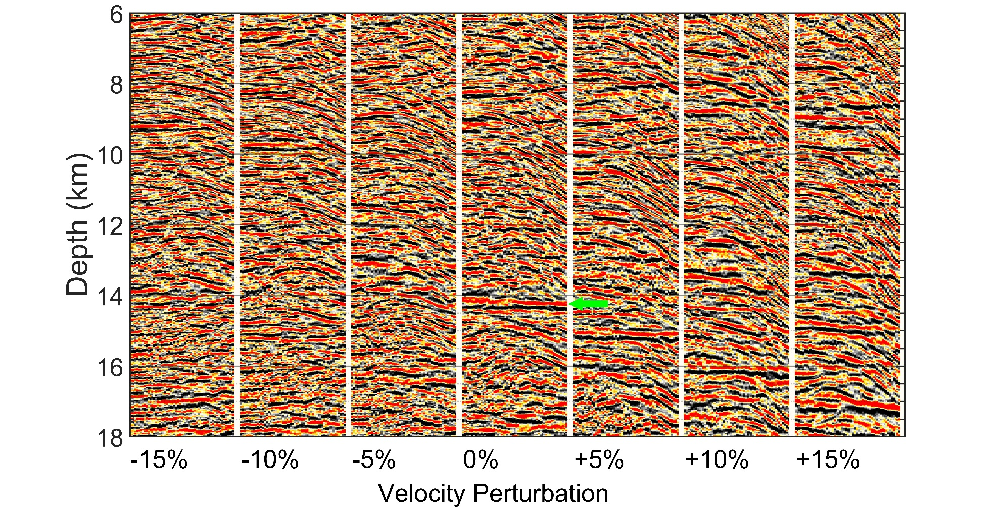 6
8
10
12
14
16
18
Depth (km)
-15% -10% -5% 0% +5% +10% +15%
Velocity Perturbation